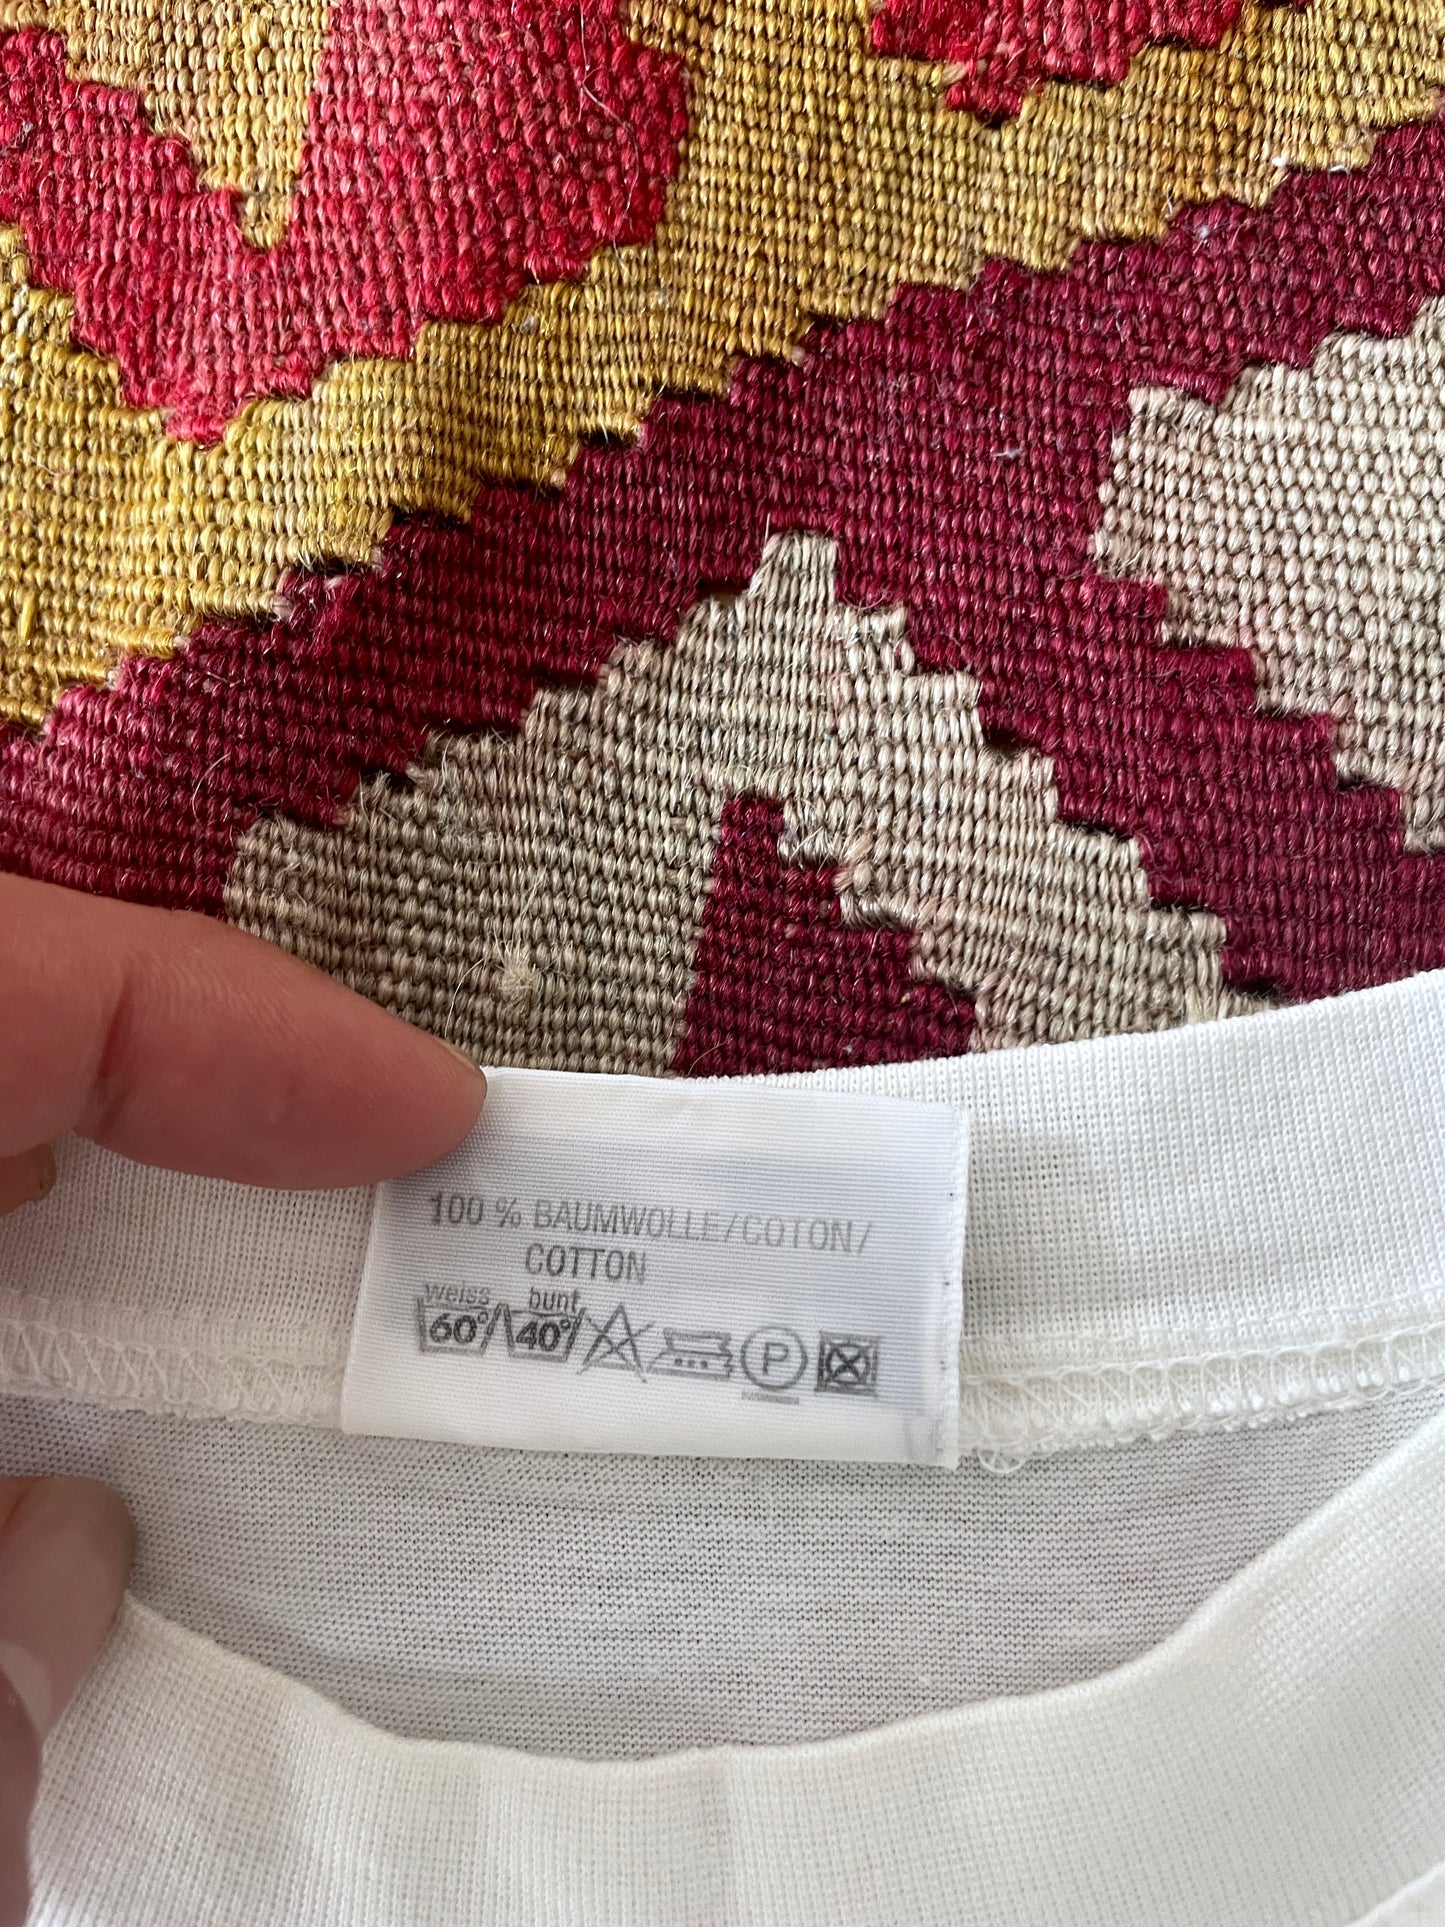 100 % BAUMWOLLE/COTON/
COTTON
weiss bunt
60° 40° P